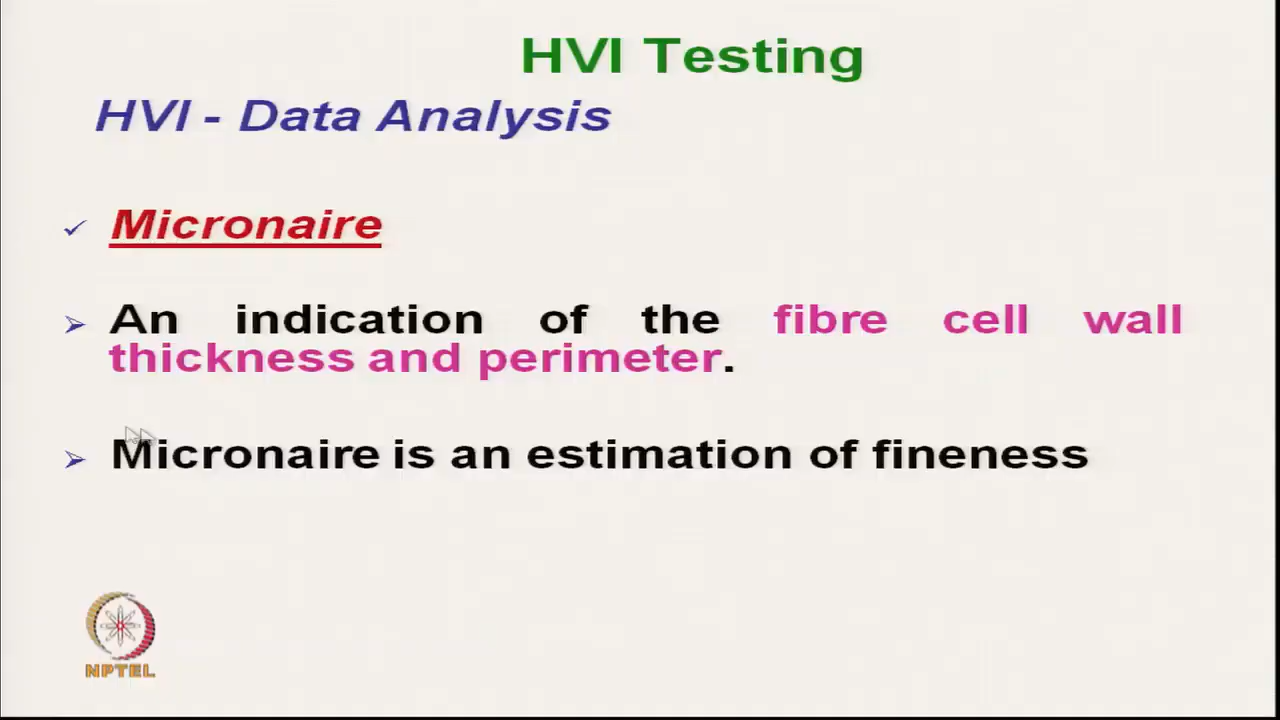 HVI Testing
HVI - Data Analysis
Micronaire
An indication of the fibre cell wall
thickness and perimeter.
Micronaire is an estimation of fineness
NPTEL